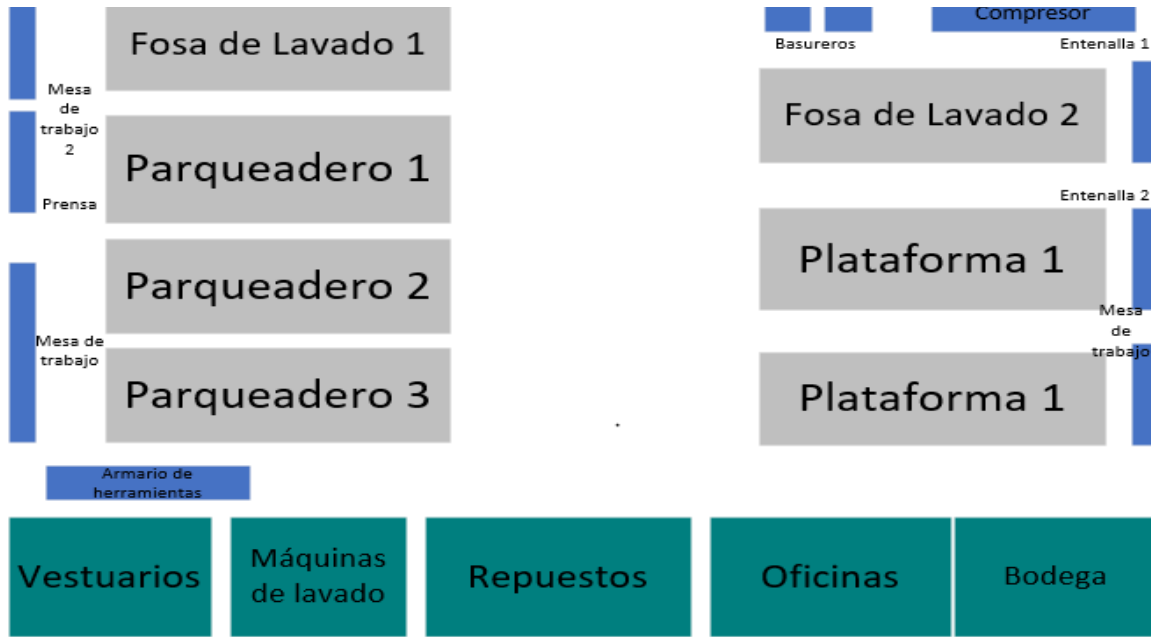 Compresor
Fosa de Lavado 1
Basureros
Entenalla 1
Mesa
de
trabajo
2
Fosa de Lavado 2
Parqueadero 1
Prensa
Entenalla 2
Parqueadero 2
Plataforma 1
Mesa de
trabajo
Mesa
de
trabajo
Parqueadero 3
Plataforma 1
Armario de
herramientas
Vestuarios
Máquinas
de lavado
Repuestos
Oficinas
Bodega